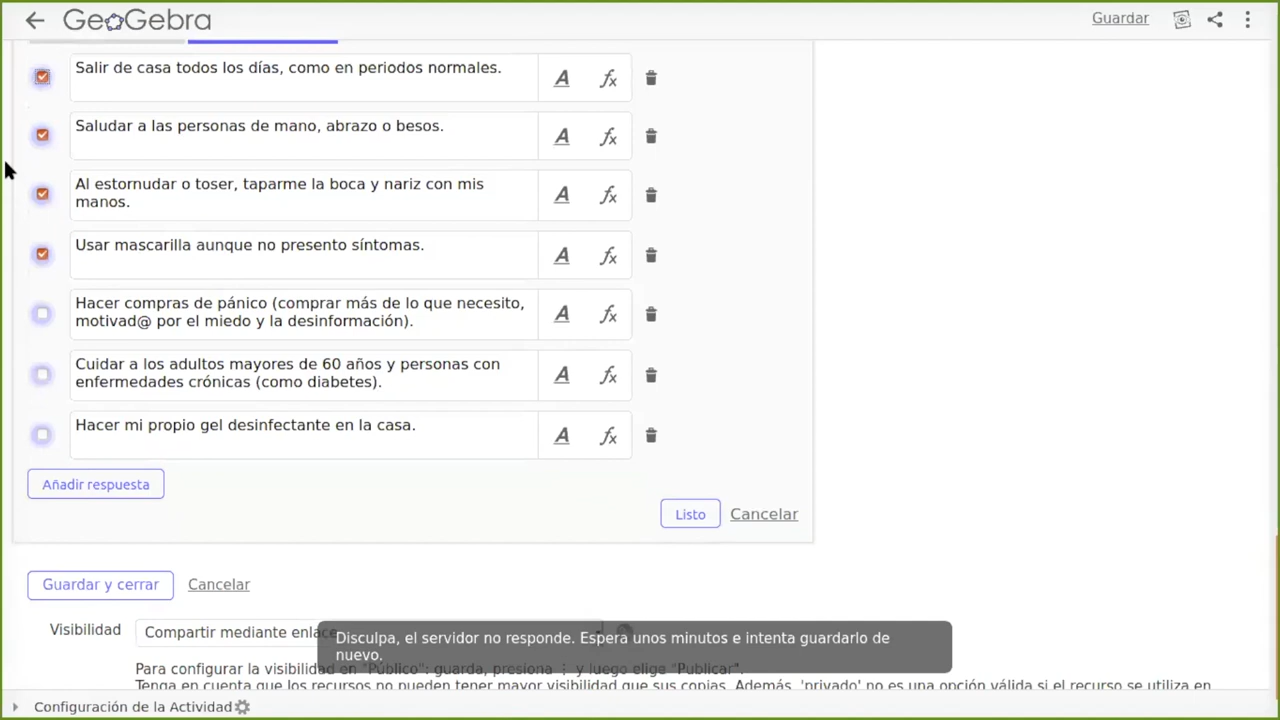 GeoGebra
Guardar
Salir de casa todos los días, como en periodos normales.
Saludar a las personas de mano, abrazo o besos.
Al estornudar o toser, taparme la boca y nariz con mis
manos.
Usar mascarilla aunque no presento síntomas.
Hacer compras de pánico (comprar más de lo que necesito,
motivad@ por el miedo y la desinformación).
Cuidar a los adultos mayores de 60 años y personas con
enfermedades crónicas (como diabetes).
Hacer mi propio gel desinfectante en la casa.
Añadir respuesta
Listo Cancelar
Guardar y cerrar Cancelar
Visibilidad Compartir mediante enlace
Disculpa, el servidor no responde. Espera unos minutos e intenta guardarlo de
nuevo.
Para configurar la visibilidad en "Público": guarda, presiona ⋮ y luego elige "Publicar".
Tenga en cuenta que los recursos no pueden tener mayor visibilidad que sus copias. Además, 'privado' no es una opción válida si el recurso se utiliza en
Configuración de la Actividad